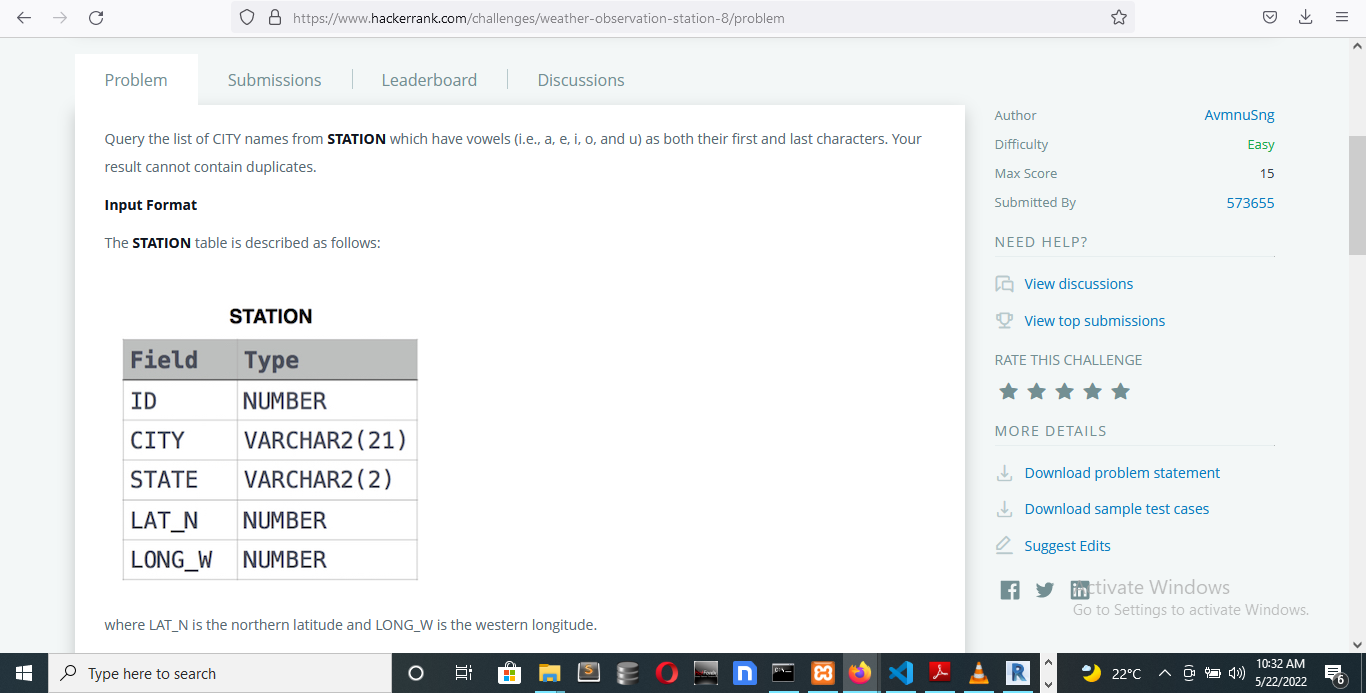 https://www.hackerrank.com/challenges/weather-observation-station-8/problem
Problem
Submissions
Leaderboard
Discussions
Query the list of CITY names from STATION which have vowels (i.e., a, e, i, o, and u) as both their first and last characters. Your
result cannot contain duplicates.
Input Format
The STATION table is described as follows:
STATION
Field Type
ID NUMBER
CITY VARCHAR2(21)
STATE VARCHAR2(2)
LAT_N NUMBER
LONG_W NUMBER
where LAT_N is the northern latitude and LONG_W is the western longitude.
Author AvmnuSng
Difficulty Easy
Max Score 15
Submitted By 573655
NEED HELP?
View discussions
View top submissions
RATE THIS CHALLENGE
MORE DETAILS
Download problem statement
Download sample test cases
Suggest Edits
Activate Windows
Go to Settings to activate Windows.
Type here to search
22°C
10:32 AM
5/22/2022
6